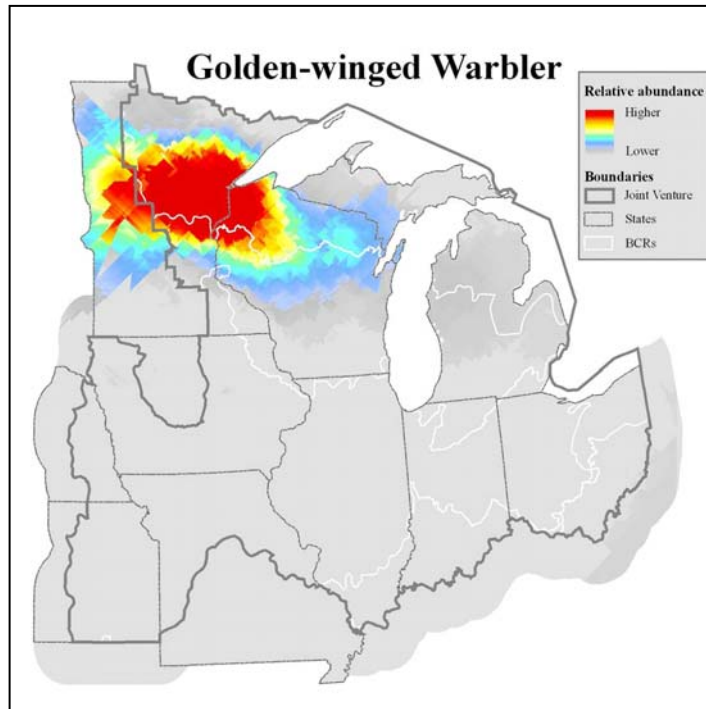 Golden-winged Warbler
Relative abundance
Higher
Lower
Boundaries
Joint Venture
States
BCRs